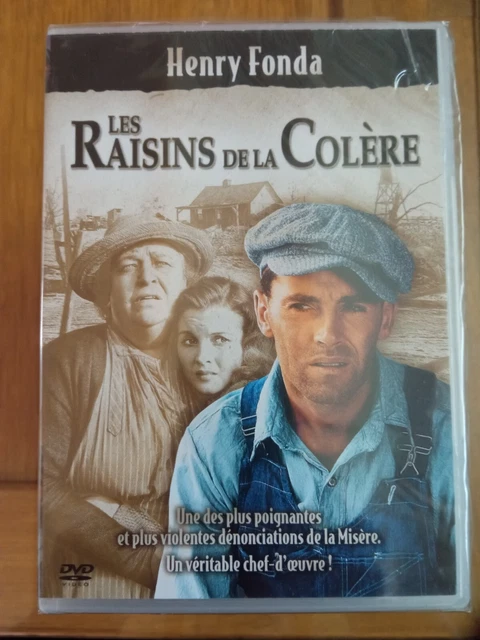 Henry Fonda
LES
RAISINS DE LA COLÈRE
Une des plus poignantes
et plus violentes dénonciations de la Misère.
Un véritable chef-d'œuvre !
DVD
VIDEO